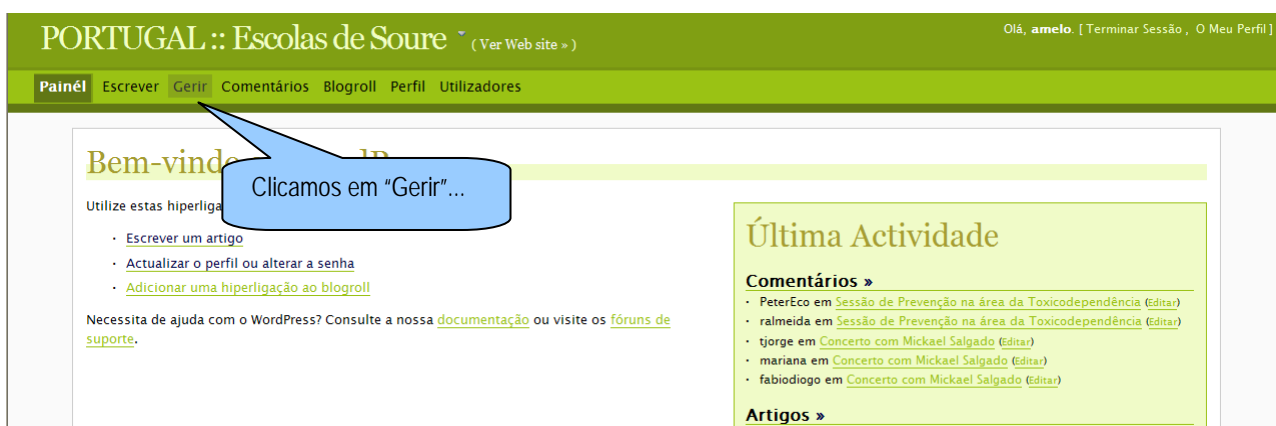 PORTUGAL :: Escolas de Soure ( Ver Web site » )
Olá, amelo. [ Terminar Sessão , O Meu Perfil ]
Painél Escrever Gerir Comentários Blogroll Perfil Utilizadores
Clicamos em “Gerir”...
Utilize estas
Escrever um artigo
Actualizar o perfil ou alterar a senha
Adicionar uma hiperligação ao blogroll
Necessita de ajuda com o WordPress? Consulte a nossa documentação ou visite os fóruns de
suporte.
Última Actividade
Comentários »
PeterEco em Sessão de Prevenção na área da Toxicodependência (Editar)
ralmeida em Sessão de Prevenção na área da Toxicodependência (Editar)
tjorge em Concerto com Mickael Salgado (Editar)
mariana em Concerto com Mickael Salgado (Editar)
fabiodiogo em Concerto com Mickael Salgado (Editar)
Artigos »